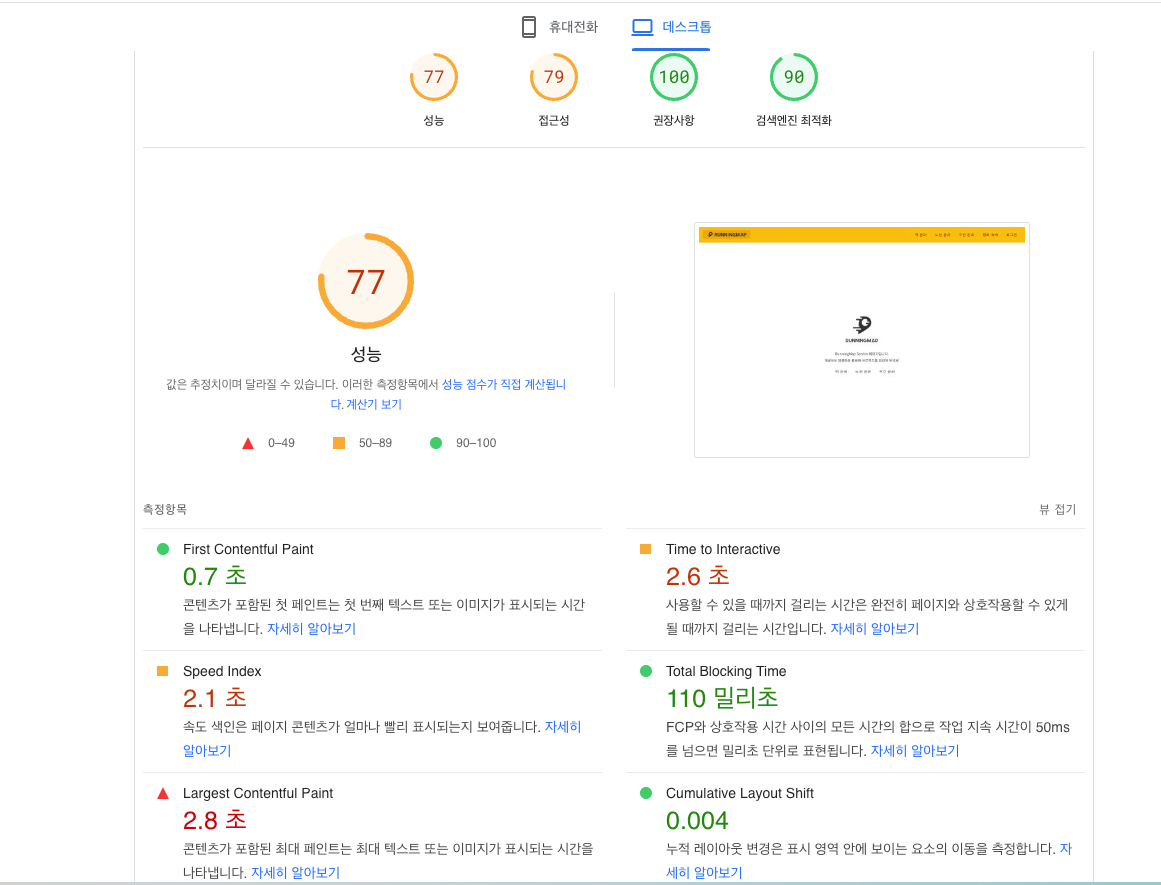 휴대전화
데스크톱
77
79
100
90
성능
접근성
권장사항
검색엔진 최적화
77
성능
값은 추정치이며 달라질 수 있습니다. 이러한 측정항목에서 성능 점수가 직접 계산됩니
다. 계산기 보기
0–49
50–89
90–100
RUNNINGMAP
RUNNINGMAP
측정항목
뷰 접기
First Contentful Paint
0.7 초
콘텐츠가 포함된 첫 페인트는 첫 번째 텍스트 또는 이미지가 표시되는 시간
을 나타냅니다. 자세히 알아보기
Time to Interactive
2.6 초
사용할 수 있을 때까지 걸리는 시간은 완전히 페이지와 상호작용할 수 있게
될 때까지 걸리는 시간입니다. 자세히 알아보기
Speed Index
2.1 초
속도 색인은 페이지 콘텐츠가 얼마나 빨리 표시되는지 보여줍니다. 자세히
알아보기
Total Blocking Time
110 밀리초
FCP와 상호작용 시간 사이의 모든 시간의 합으로 작업 지속 시간이 50ms
를 넘으면 밀리초 단위로 표현됩니다. 자세히 알아보기
Largest Contentful Paint
2.8 초
콘텐츠가 포함된 최대 페인트는 최대 텍스트 또는 이미지가 표시되는 시간을
나타냅니다. 자세히 알아보기
Cumulative Layout Shift
0.004
누적 레이아웃 변경은 표시 영역 안에 보이는 요소의 이동을 측정합니다. 자
세히 알아보기